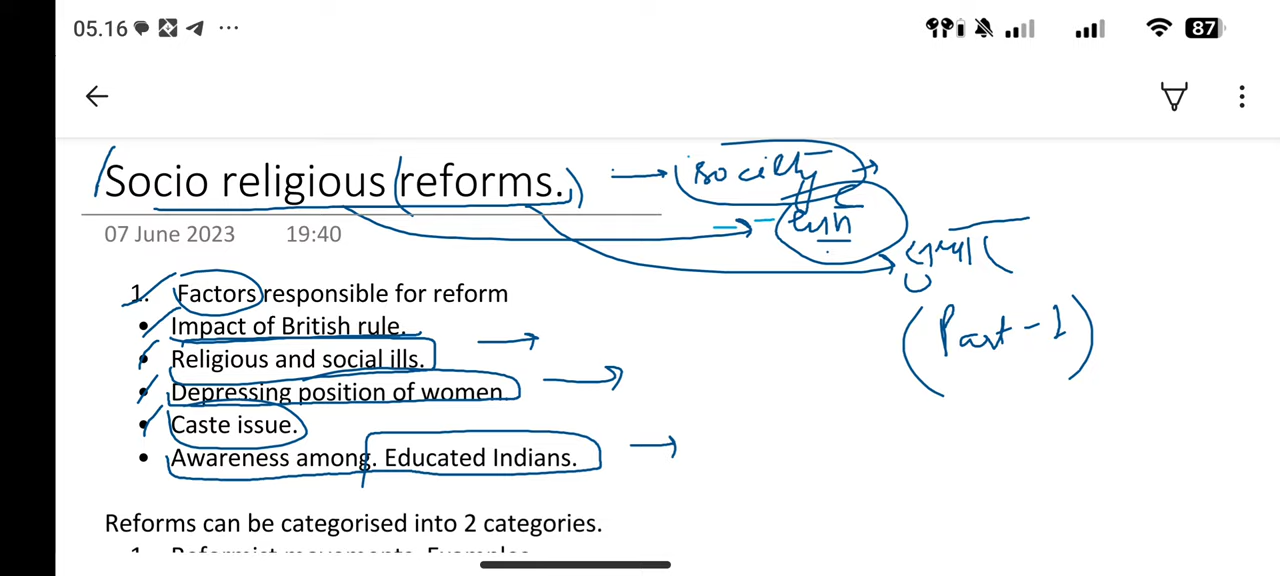 05.16 ... 87
Socio religious reforms. society
धर्म
07 June 2023 19:40
सुधार
1. Factors responsible for reform
• Impact of British rule.
(Part-1)
• Religious and social ills.
• Depressing position of women
• Caste issue.
• Awareness among. Educated Indians.
Reforms can be categorised into 2 categories.